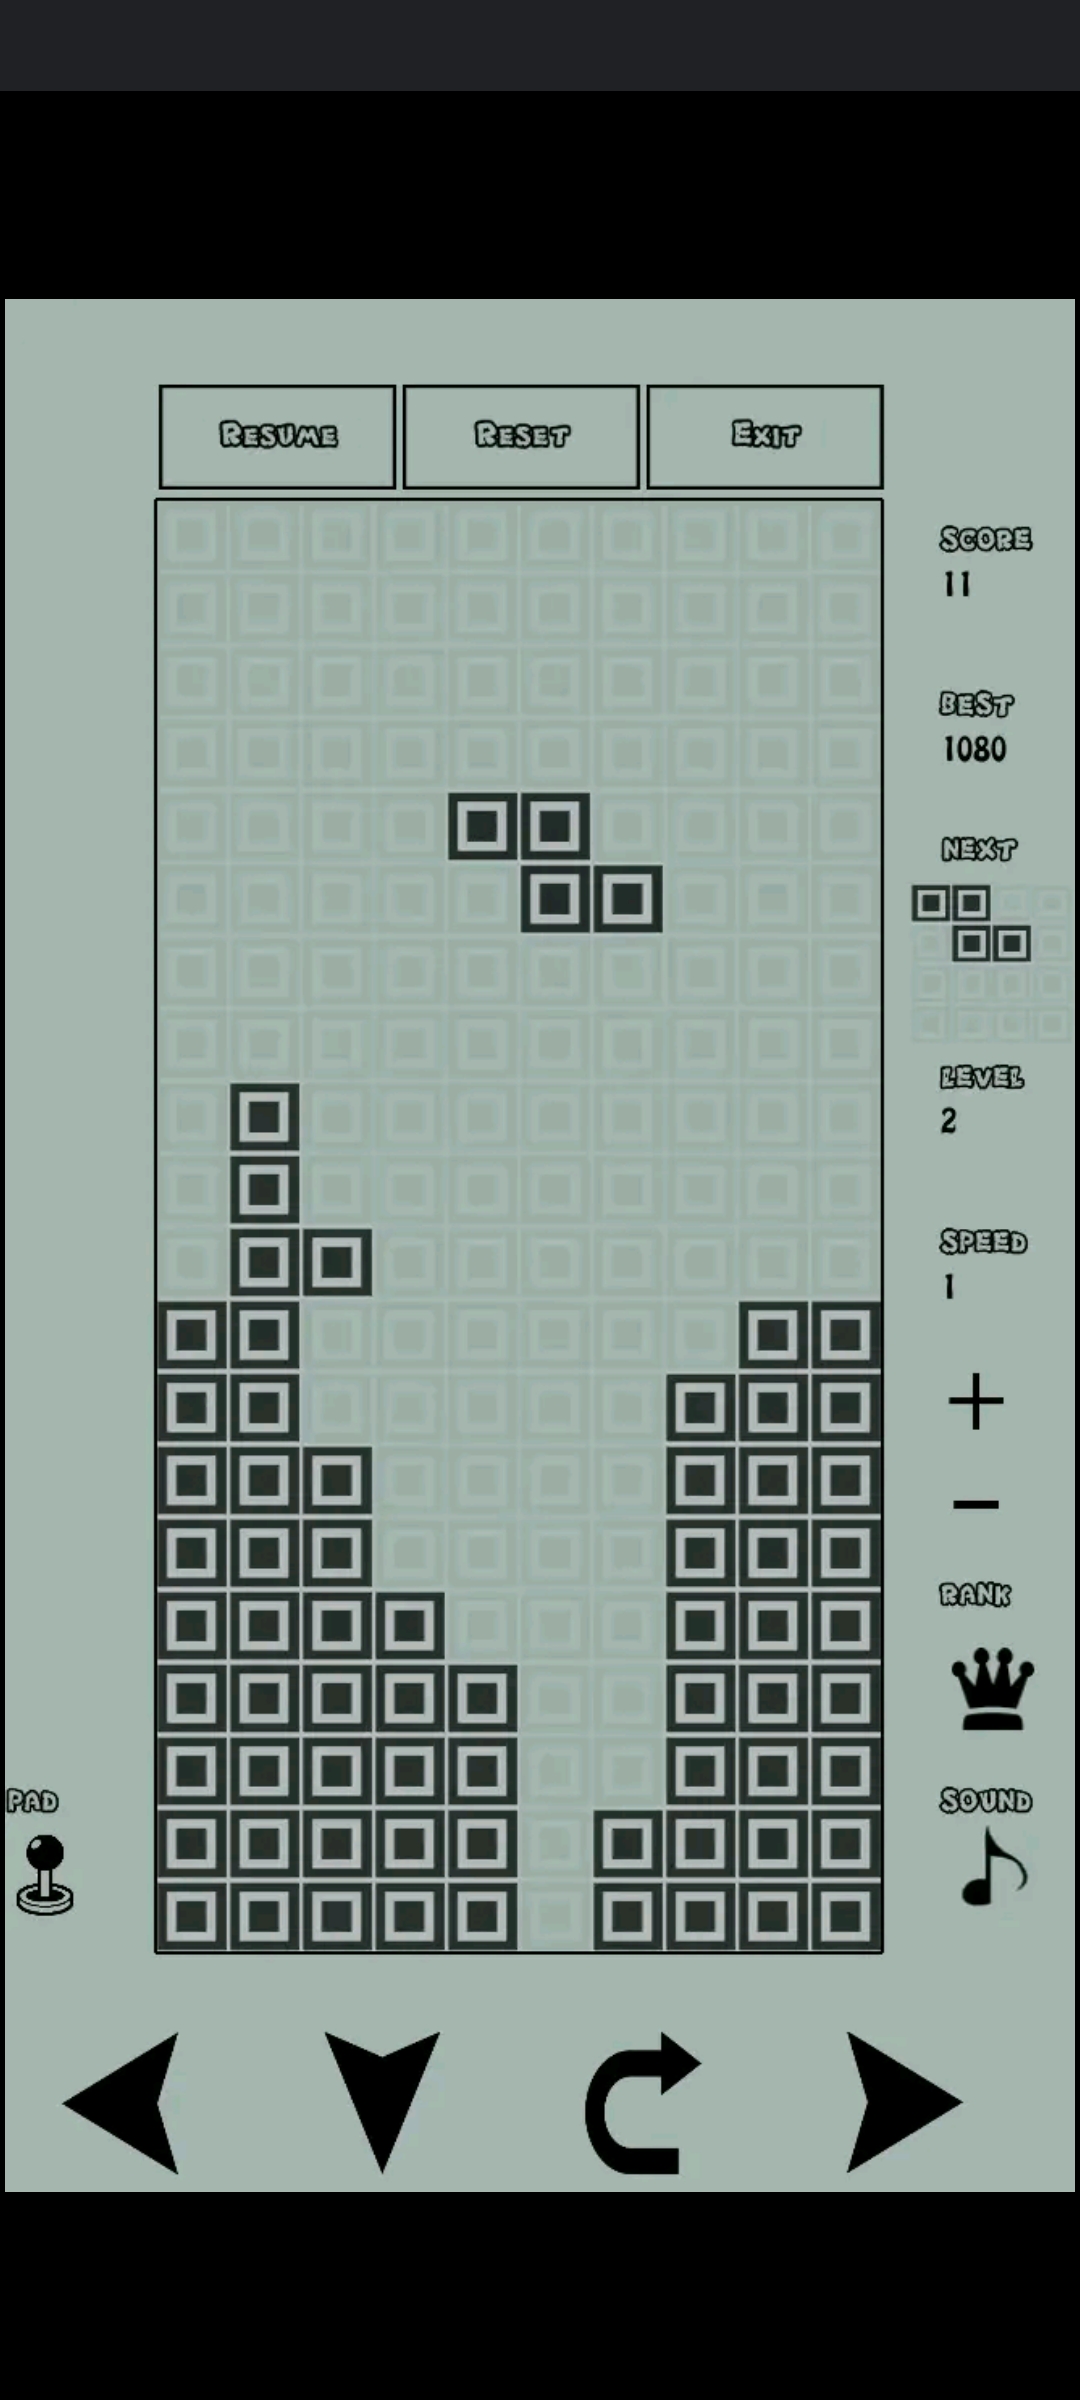 Resume Reset Exit
Score
11
Best
1080
Next
Level
2
Speed
1
+
-
Rank
Pad
Sound